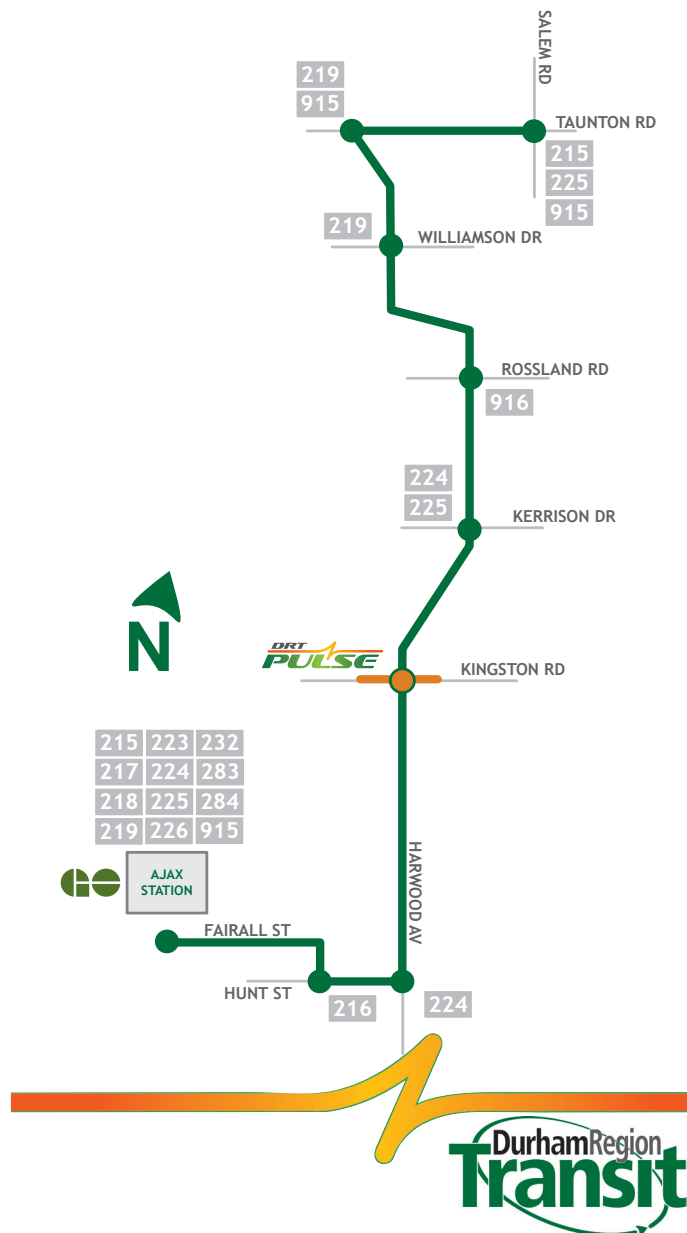 SALEM RD
219
915
TAUNTON RD
215
225
915
219
WILLIAMSON DR
ROSSLAND RD
916
224
225
KERRISON DR
N
DRT
PULSE
KINGSTON RD
215 223 232
217 224 283
218 225 284
219 226 915
HARWOOD AV
GO
AJAX
STATION
FAIRALL ST
HUNT ST
216
224
DurhamRegion
Transit